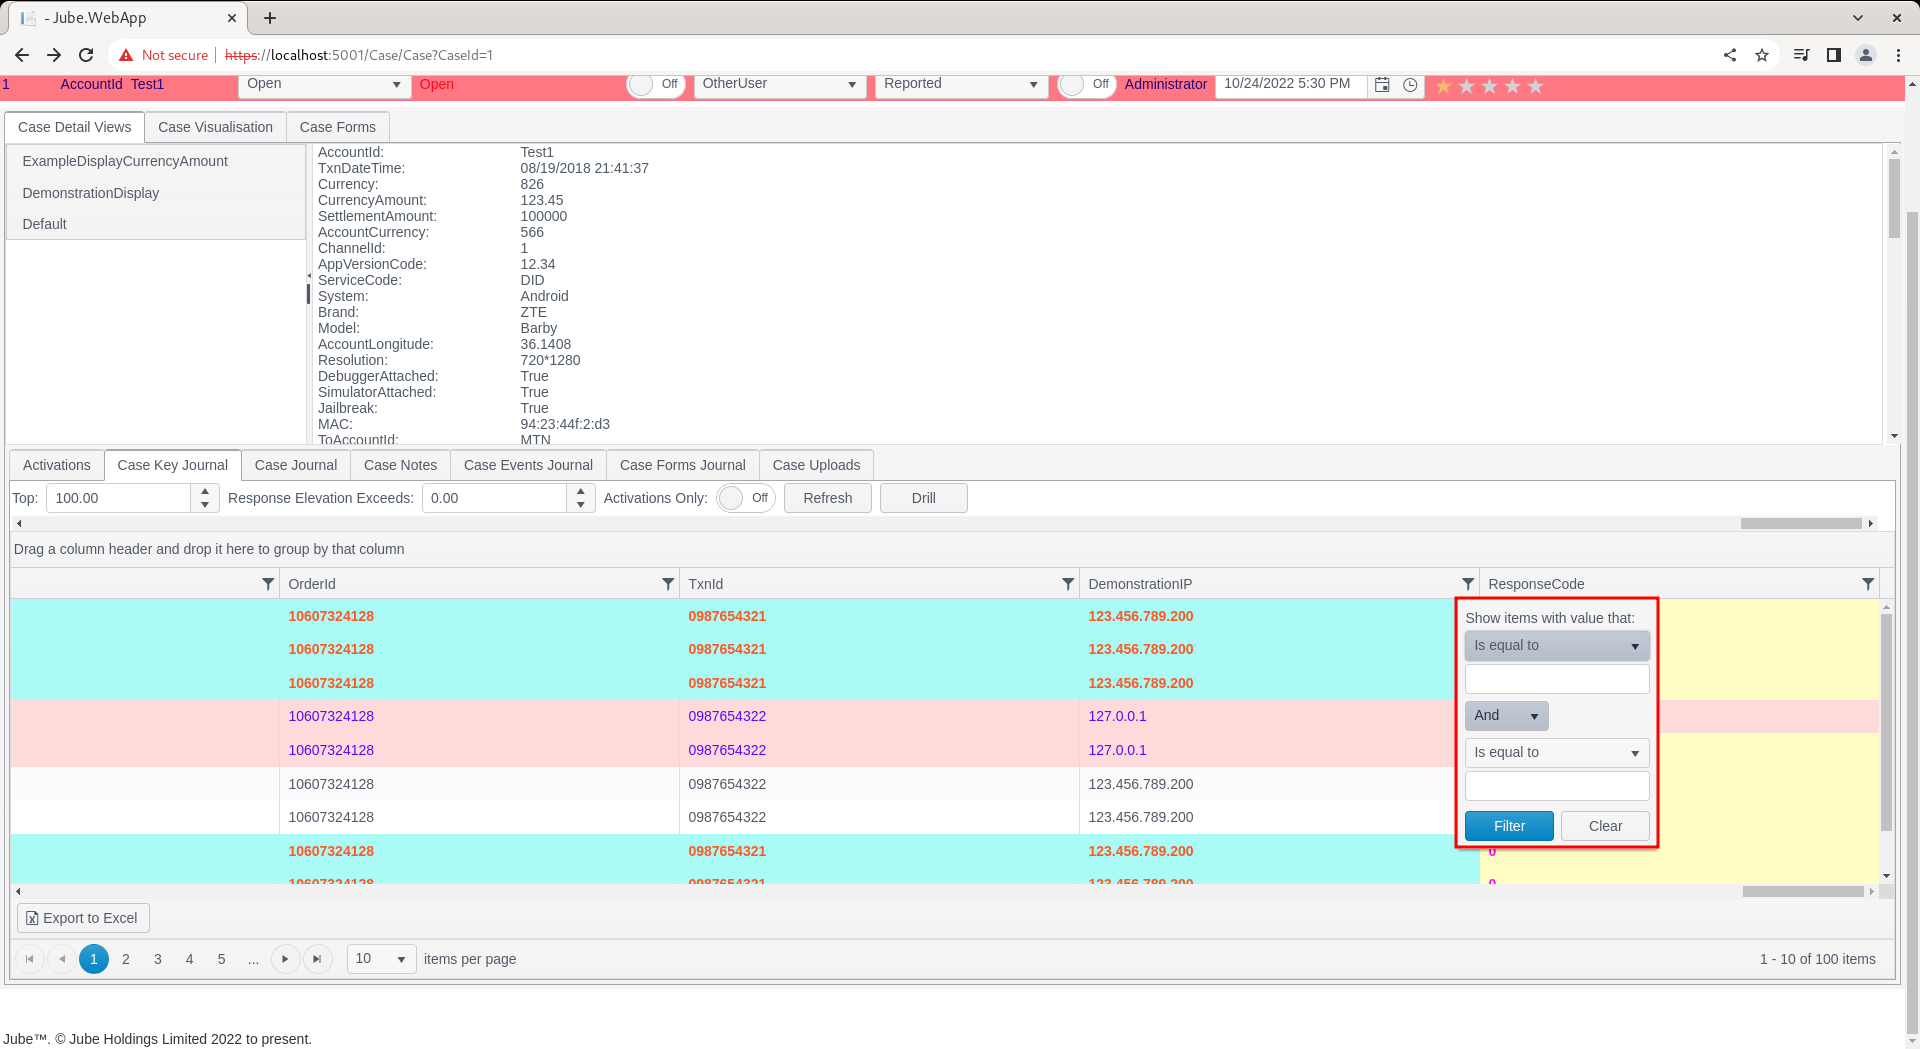 - Jube.WebApp
Not secure https://localhost:5001/Case/Case?CaseId=1
1 AccountId Test1 Open Open Off OtherUser Reported Off Administrator 10/24/2022 5:30 PM
Case Detail Views Case Visualisation Case Forms
ExampleDisplayCurrencyAmount
DemonstrationDisplay
Default
AccountId: Test1
TxnDateTime: 08/19/2018 21:41:37
Currency: 826
CurrencyAmount: 123.45
SettlementAmount: 100000
AccountCurrency: 566
ChannelId: 1
AppVersionCode: 12.34
ServiceCode: DID
System: Android
Brand: ZTE
Model: Barby
AccountLongitude: 36.1408
Resolution: 720*1280
DebuggerAttached: True
SimulatorAttached: True
Jailbreak: True
MAC: 94:23:44f:2:d3
ToAccountId: MTN
Activations Case Key Journal Case Journal Case Notes Case Events Journal Case Forms Journal Case Uploads
Top: 100.00 Response Elevation Exceeds: 0.00 Activations Only: Off Refresh Drill
Drag a column header and drop it here to group by that column
OrderId TxnId DemonstrationIP ResponseCode
10607324128 0987654321 123.456.789.200
10607324128 0987654321 123.456.789.200
10607324128 0987654321 123.456.789.200
10607324128 0987654322 127.0.0.1
10607324128 0987654322 127.0.0.1
10607324128 0987654322 123.456.789.200
10607324128 0987654322 123.456.789.200
10607324128 0987654321 123.456.789.200 0
10607324128 0987654321 123.456.789.200 0
Show items with value that:
Is equal to
And
Is equal to
Filter Clear
Export to Excel
1 2 3 4 5 ... 10 items per page 1 - 10 of 100 items
Jube™. © Jube Holdings Limited 2022 to present.